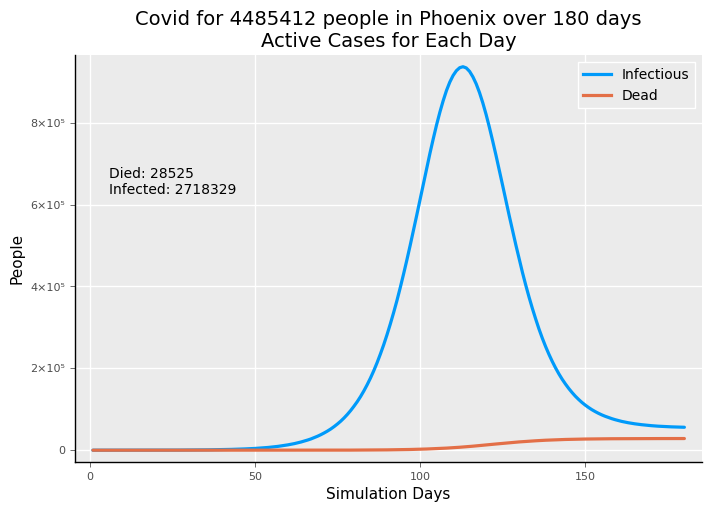 Covid for 4485412 people in Phoenix over 180 days
Active Cases for Each Day
Infectious
Dead
8×10⁵
Died: 28525
Infected: 2718329
6×10⁵
People
4×10⁵
2×10⁵
0
0
50
100
150
Simulation Days